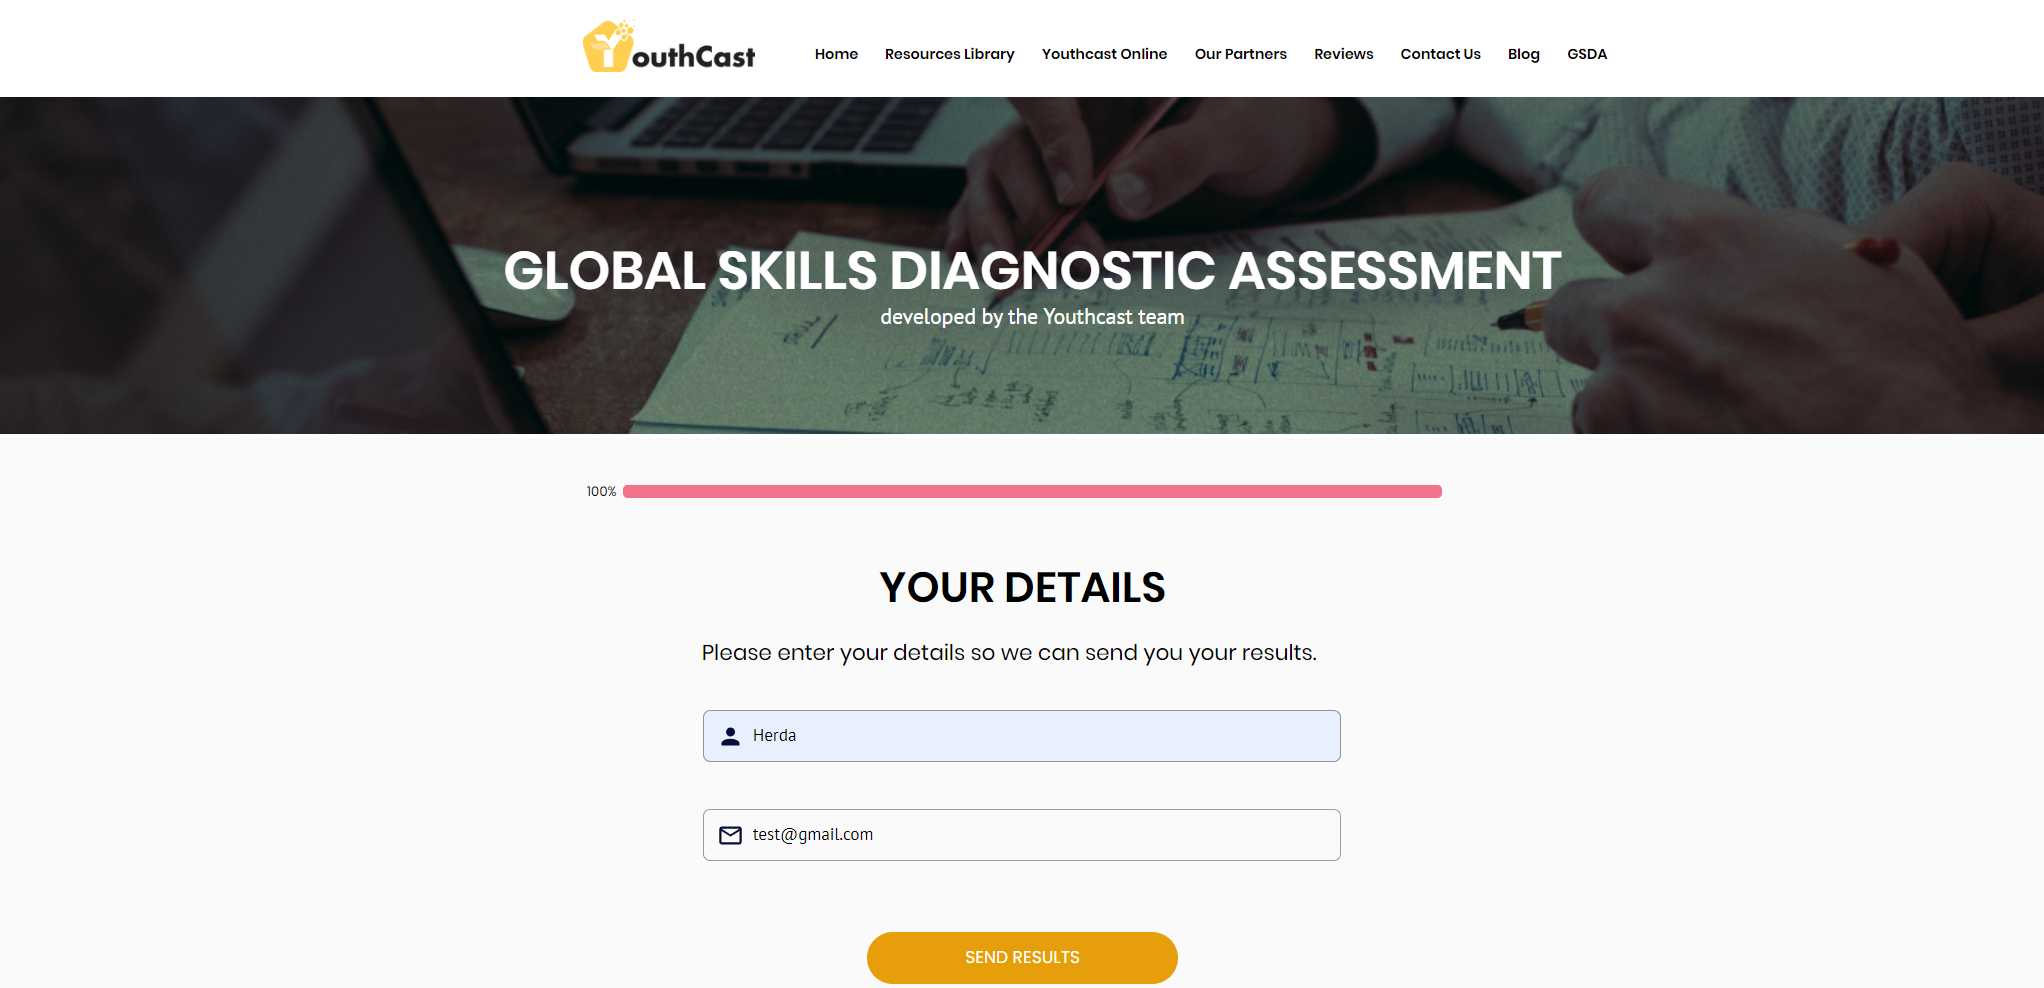 YouthCast
Home Resources Library Youthcast Online Our Partners Reviews Contact Us Blog GSDA
GLOBAL SKILLS DIAGNOSTIC ASSESSMENT
developed by the Youthcast team
100%
YOUR DETAILS
Please enter your details so we can send you your results.
Herda
test@gmail.com
SEND RESULTS